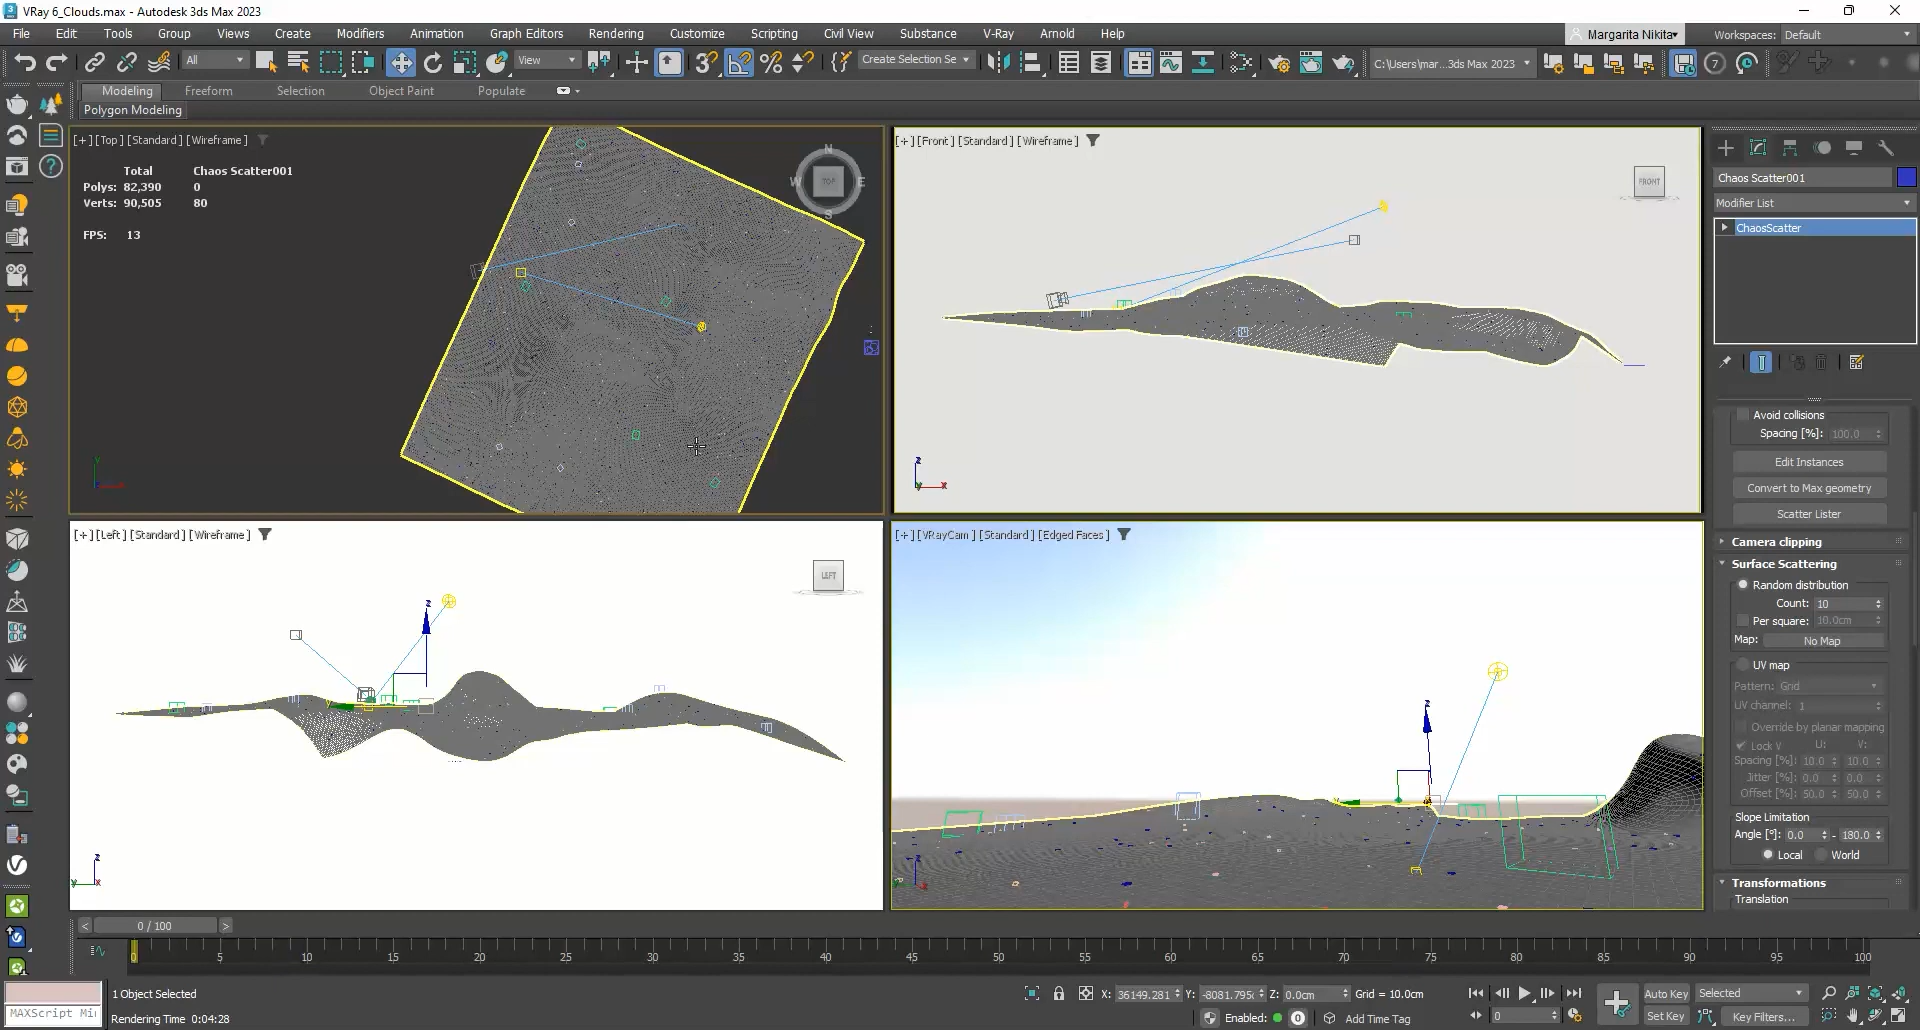 VRay 6_Clouds.max - Autodesk 3ds Max 2023
File Edit Tools Group Views Create Modifiers Animation Graph Editors Rendering Customize Scripting Civil View Substance V-Ray Arnold Help
Margarita Nikita
Workspaces: Default
All
View
Create Selection Se
C:\Users\mar...3ds Max 2023
Modeling Freeform Selection Object Paint Populate
Polygon Modeling
[+] [Top] [Standard] [Wireframe]
Total Chaos Scatter001
Polys: 82,390 0
Verts: 90,505 80
FPS: 13
N
W TOP E
S
[+] [Front] [Standard] [Wireframe]
FRONT
[+] [Left] [Standard] [Wireframe]
LEFT
[+] [VRayCam] [Standard] [Edged Faces]
Chaos Scatter001
Modifier List
ChaosScatter
Avoid collisions
Spacing [%]: 100.0
Edit Instances
Convert to Max geometry
Scatter Lister
Camera clipping
Surface Scattering
Random distribution
Count: 10
Per square: 10.0cm
Map: No Map
UV map
Pattern: Grid
UV channel: 1
Override by planar mapping
Lock V U: V:
Spacing [%]: 10.0 10.0
Jitter [%]: 0.0 0.0
Offset [%]: 50.0 50.0
Slope Limitation
Angle [°]: 0.0 - 180.0
Local World
Transformations
Translation
< 0 / 100 >
0 5 10 15 20 25 30 35 40 45 50 55 60 65 70 75 80 85 90 95 100
1 Object Selected
X: 36149.281 Y: -8081.795c Z: 0.0cm Grid = 10.0cm
Auto Key Selected
MAXScript Mi
Rendering Time 0:04:28
Enabled: 0 Add Time Tag
0
Set Key Key Filters...